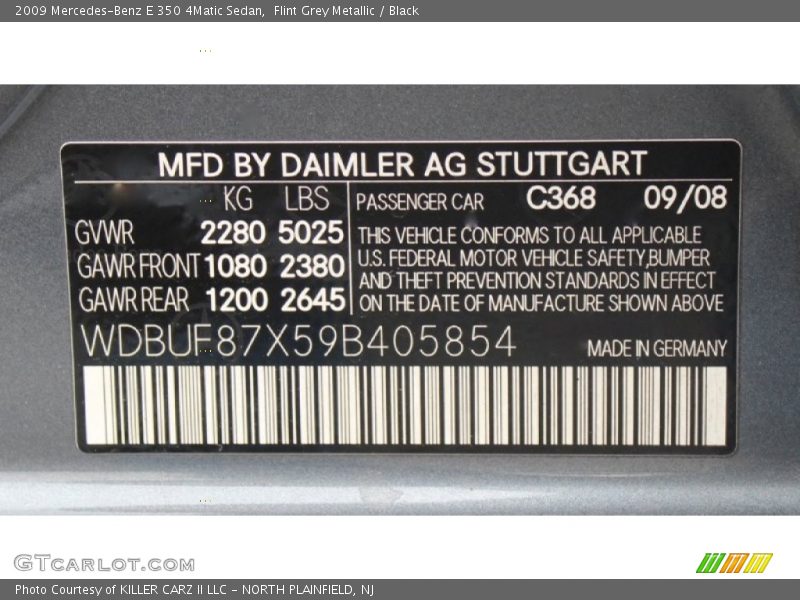 2009 Mercedes-Benz E 350 4Matic Sedan,  Flint Grey Metallic / Black
MFD BY DAIMLER AG STUTTGART
KG LBS
GVWR 2280 5025
GAWR FRONT 1080 2380
GAWR REAR 1200 2645
PASSENGER CAR C368 09/08
THIS VEHICLE CONFORMS TO ALL APPLICABLE
U.S. FEDERAL MOTOR VEHICLE SAFETY,BUMPER
AND THEFT PREVENTION STANDARDS IN EFFECT
ON THE DATE OF MANUFACTURE SHOWN ABOVE
WDBUF87X59B405854
MADE IN GERMANY
GTcarlot.com
Photo Courtesy of KILLER CARZ II LLC - NORTH PLAINFIELD, NJ